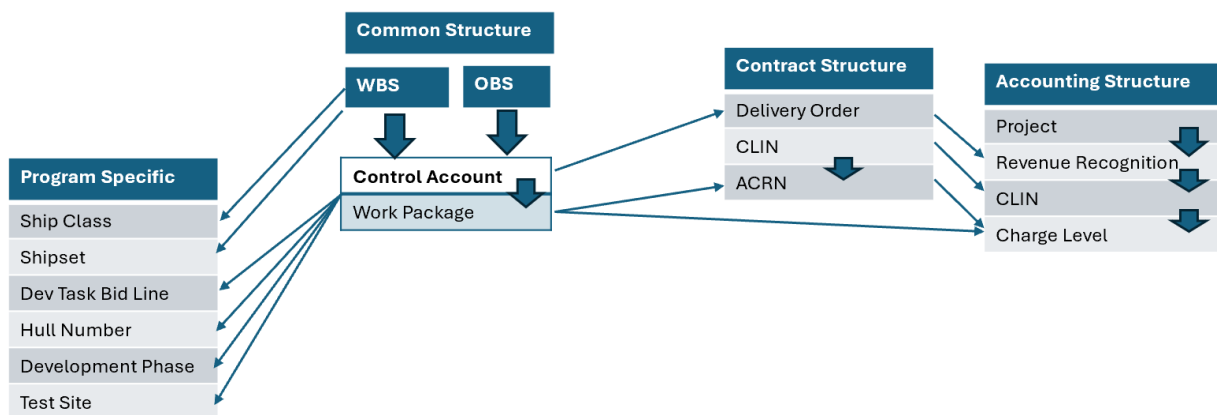 Common Structure
WBS
OBS
Control Account
Work Package
Program Specific
Ship Class
Shipset
Dev Task Bid Line
Hull Number
Development Phase
Test Site
Contract Structure
Delivery Order
CLIN
ACRN
Accounting Structure
Project
Revenue Recognition
CLIN
Charge Level